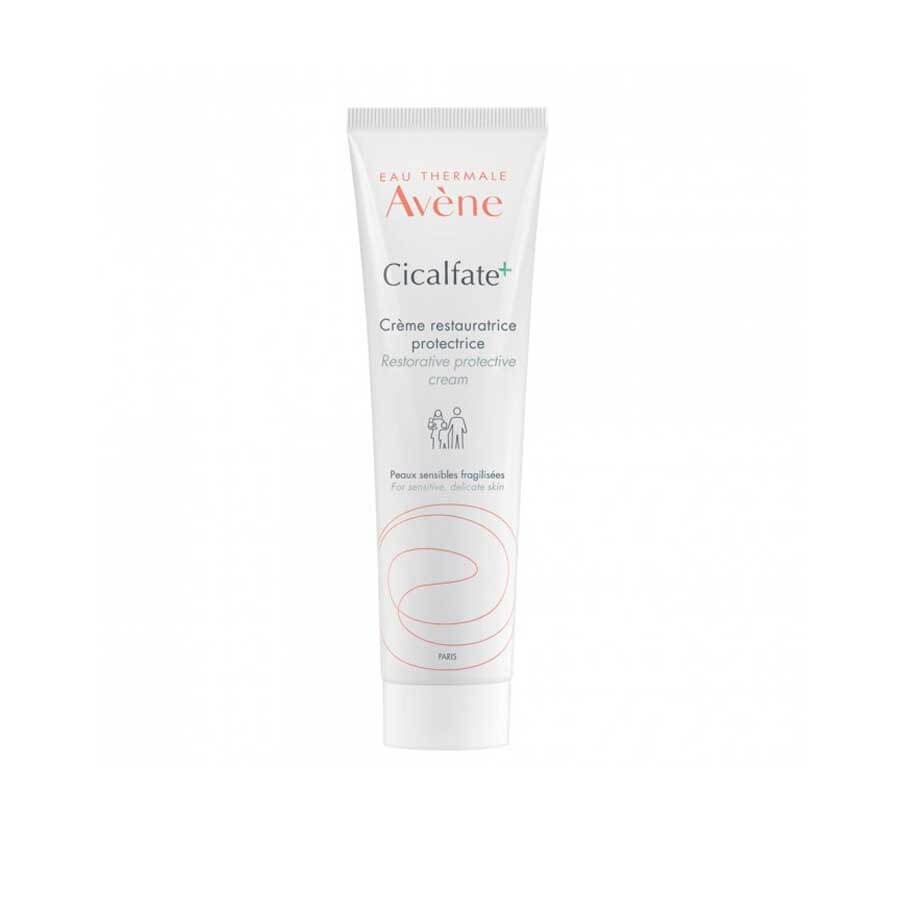 EAU THERMALE
Avène
Cicalfate+
Crème restauratrice
protectrice
Restorative protective
cream
Peaux sensibles fragilisées
For sensitive, delicate skin
PARIS